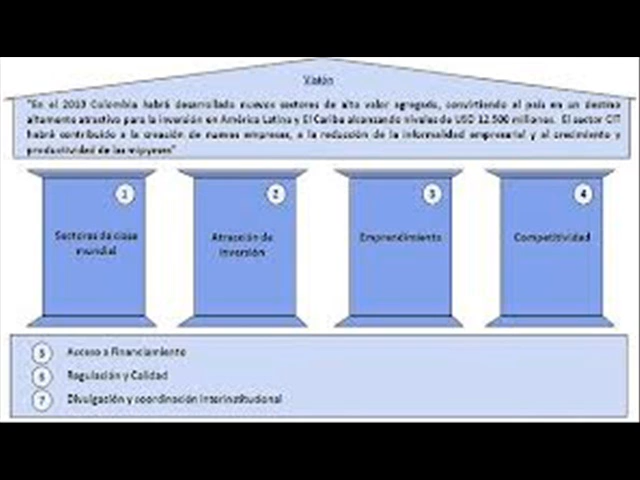 Visión
"En el 2019 Colombia habrá desarrollado nuevos sectores de alto valor agregado, convirtiendo al país en un destino
altamente atractivo para la inversión en América Latina y El Caribe alcanzando niveles de USD 12.500 millones. El sector CIT
habrá contribuido a la creación de nuevas empresas, a la reducción de la informalidad empresarial y al crecimiento y
productividad de las mipymes"
1
2
3
4
Sectores de clase
mundial
Atracción de
inversión
Emprendimiento
Competitividad
5 Acceso a Financiamiento
6 Regulación y Calidad
7 Divulgación y coordinación interinstitucional